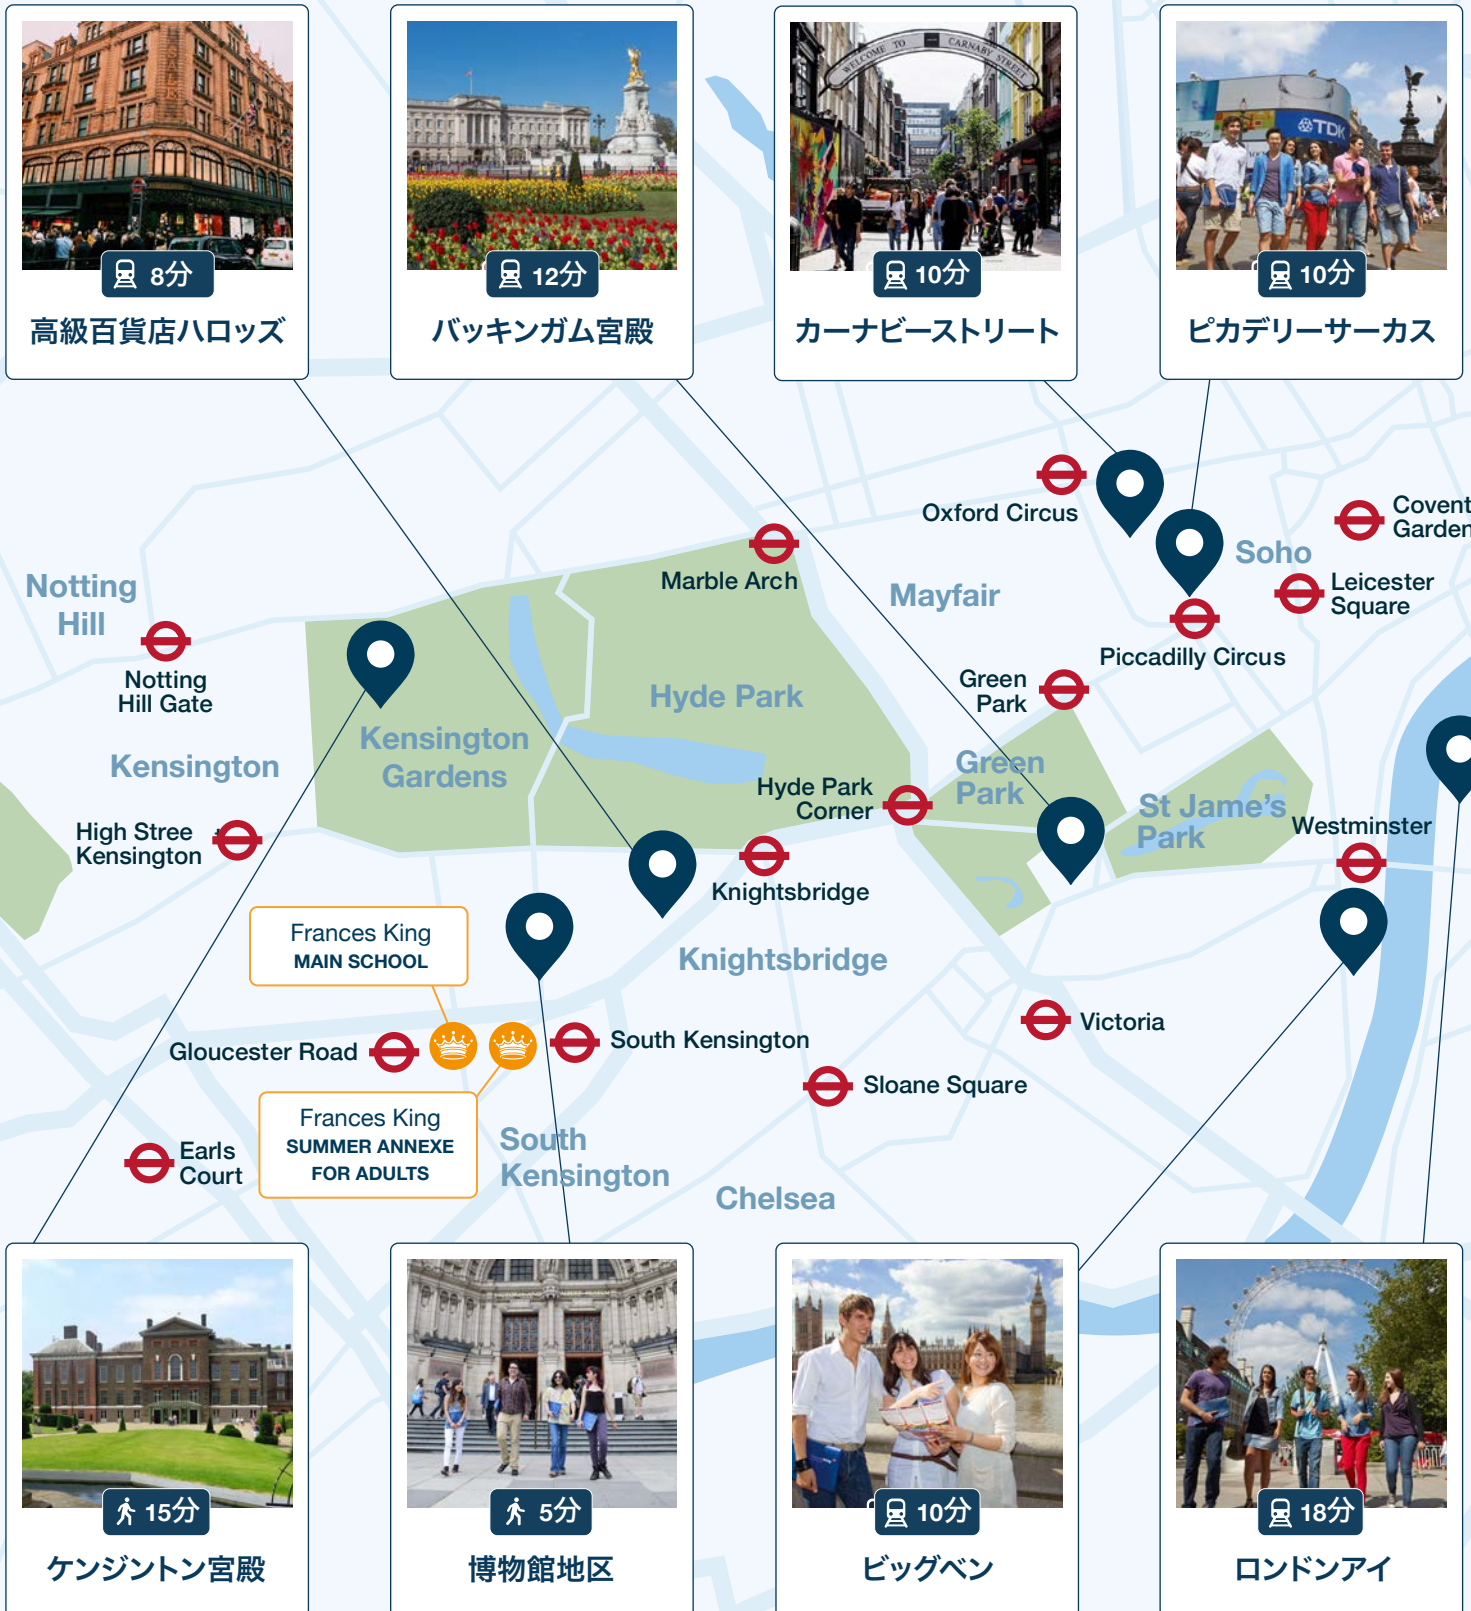 WELCOME TO CARNABY STREET
TDK
8分
12分
10分
10分
高級百貨店ハロッズ
バッキンガム宮殿
カーナビーストリート
ピカデリーサーカス
Oxford Circus
Covent
Garden
Soho
Marble Arch
Notting
Hill
Mayfair
Leicester
Square
Piccadilly Circus
Notting
Hill Gate
Green
Park
Hyde Park
Kensington
Gardens
Kensington
Green
Park
Hyde Park
Corner
St Jame's
Park
Westminster
High Stree
Kensington
Knightsbridge
Frances King
MAIN SCHOOL
Knightsbridge
Victoria
Gloucester Road
South Kensington
Sloane Square
Frances King
SUMMER ANNEXE
FOR ADULTS
Earls
Court
South
Kensington
Chelsea
15分
5分
10分
18分
ケンジントン宮殿
博物館地区
ビッグベン
ロンドンアイ